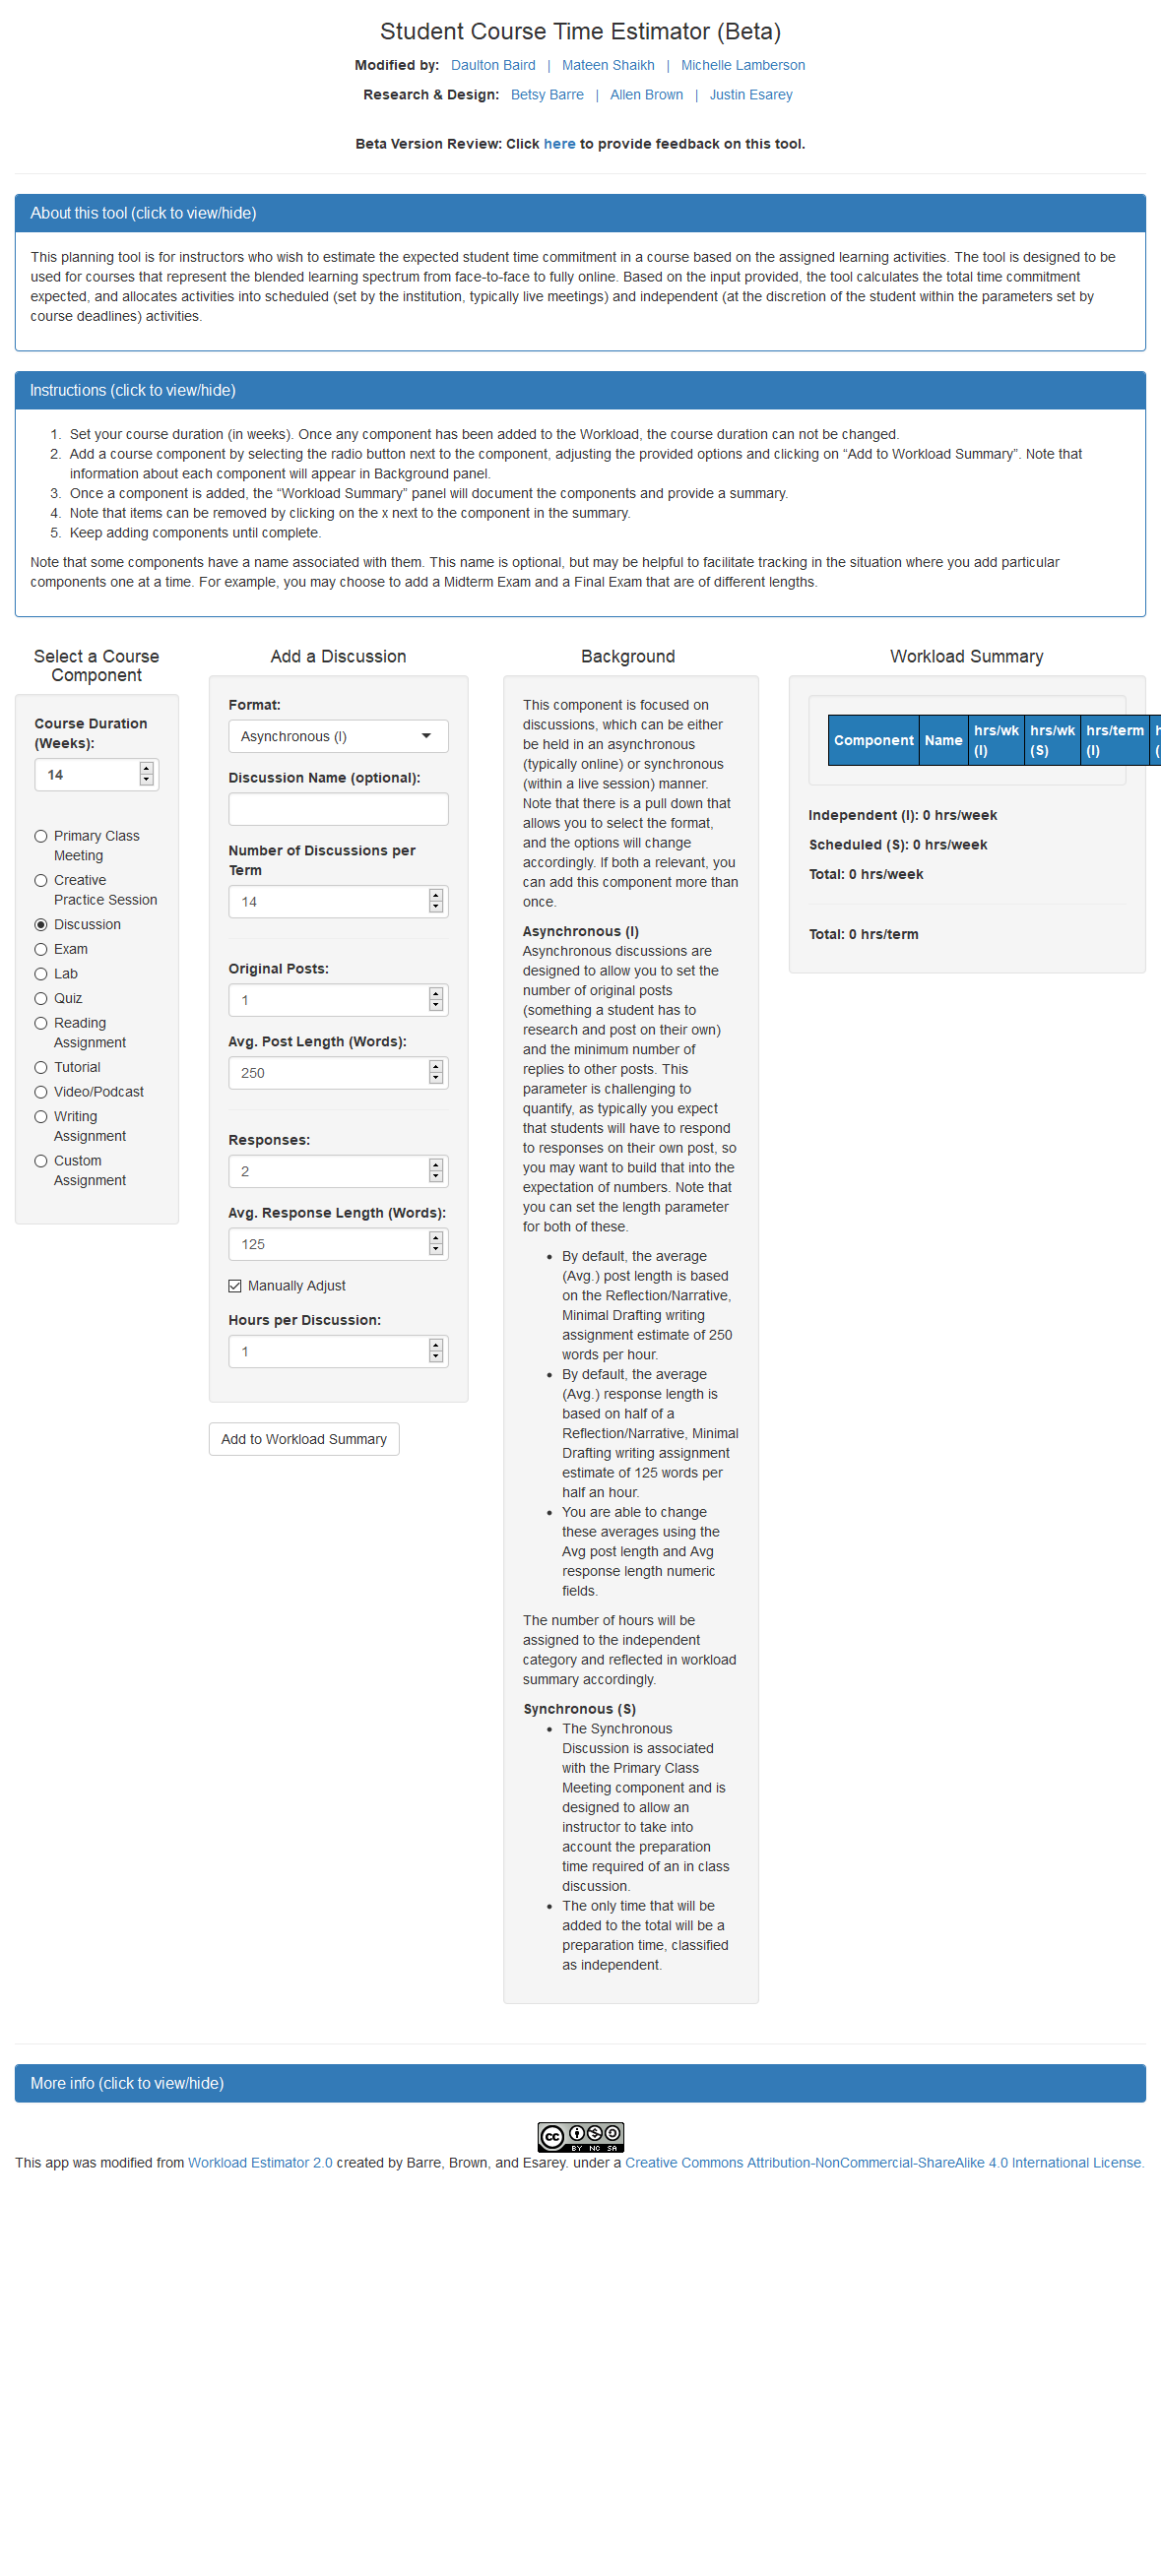 Student Course Time Estimator (Beta)
Modified by: Daulton Baird | Mateen Shaikh | Michelle Lamberson
Research & Design: Betsy Barre | Allen Brown | Justin Esarey
Beta Version Review: Click here to provide feedback on this tool.
About this tool (click to view/hide)
This planning tool is for instructors who wish to estimate the expected student time commitment in a course based on the assigned learning activities. The tool is designed to be
used for courses that represent the blended learning spectrum from face-to-face to fully online. Based on the input provided, the tool calculates the total time commitment
expected, and allocates activities into scheduled (set by the institution, typically live meetings) and independent (at the discretion of the student within the parameters set by
course deadlines) activities.
Instructions (click to view/hide)
1. Set your course duration (in weeks). Once any component has been added to the Workload, the course duration can not be changed.
2. Add a course component by selecting the radio button next to the component, adjusting the provided options and clicking on “Add to Workload Summary”. Note that
information about each component will appear in Background panel.
3. Once a component is added, the “Workload Summary” panel will document the components and provide a summary.
4. Note that items can be removed by clicking on the x next to the component in the summary.
5. Keep adding components until complete.
Note that some components have a name associated with them. This name is optional, but may be helpful to facilitate tracking in the situation where you add particular
components one at a time. For example, you may choose to add a Midterm Exam and a Final Exam that are of different lengths.
Select a Course
Component
Course Duration
(Weeks):
14
Primary Class
Meeting
Creative
Practice Session
Discussion
Exam
Lab
Quiz
Reading
Assignment
Tutorial
Video/Podcast
Writing
Assignment
Custom
Assignment
Add a Discussion
Format:
Asynchronous (I)
Discussion Name (optional):
Number of Discussions per
Term
14
Original Posts:
1
Avg. Post Length (Words):
250
Responses:
2
Avg. Response Length (Words):
125
Manually Adjust
Hours per Discussion:
1
Add to Workload Summary
Background
This component is focused on
discussions, which can be either
be held in an asynchronous
(typically online) or synchronous
(within a live session) manner.
Note that there is a pull down that
allows you to select the format,
and the options will change
accordingly. If both a relevant, you
can add this component more than
once.
Asynchronous (I)
Asynchronous discussions are
designed to allow you to set the
number of original posts
(something a student has to
research and post on their own)
and the minimum number of
replies to other posts. This
parameter is challenging to
quantify, as typically you expect
that students will have to respond
to responses on their own post, so
you may want to build that into the
expectation of numbers. Note that
you can set the length parameter
for both of these.
• By default, the average
(Avg.) post length is based
on the Reflection/Narrative,
Minimal Drafting writing
assignment estimate of 250
words per hour.
• By default, the average
(Avg.) response length is
based on half of a
Reflection/Narrative, Minimal
Drafting writing assignment
estimate of 125 words per
half an hour.
• You are able to change
these averages using the
Avg post length and Avg
response length numeric
fields.
The number of hours will be
assigned to the independent
category and reflected in workload
summary accordingly.
Synchronous (S)
• The Synchronous
Discussion is associated
with the Primary Class
Meeting component and is
designed to allow an
instructor to take into
account the preparation
time required of an in class
discussion.
• The only time that will be
added to the total will be a
preparation time, classified
as independent.
Workload Summary
Component Name hrs/wk (I) hrs/wk (S) hrs/term (I)
Independent (I): 0 hrs/week
Scheduled (S): 0 hrs/week
Total: 0 hrs/week
Total: 0 hrs/term
More info (click to view/hide)
cc BY NC SA
This app was modified from Workload Estimator 2.0 created by Barre, Brown, and Esarey. under a Creative Commons Attribution-NonCommercial-ShareAlike 4.0 International License.